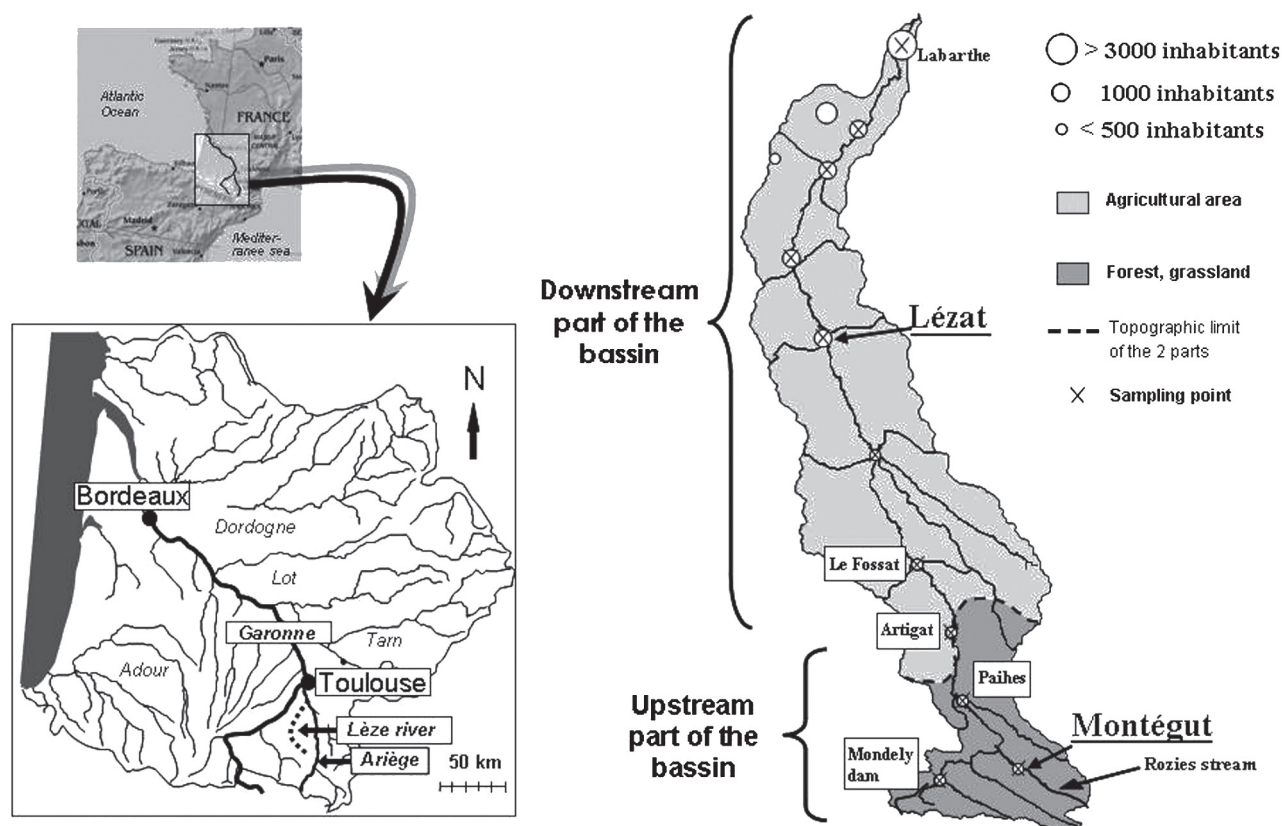 Paris
Nantes
Atlantic
Ocean
FRANCE
Madrid
SPAIN
Mediter-
ranee sea
N
Bordeaux
Dordogne
Lot
Garonne
Tarn
Adour
Toulouse
Lèze river
Ariège
50 km
Downstream
part of the
bassin
Upstream
part of the
bassin
Labarthe
Lézat
Le Fossat
Artigat
Paihes
Montégut
Mondely
dam
Rozies stream
> 3000 inhabitants
1000 inhabitants
< 500 inhabitants
Agricultural area
Forest, grassland
Topographic limit
of the 2 parts
Sampling point